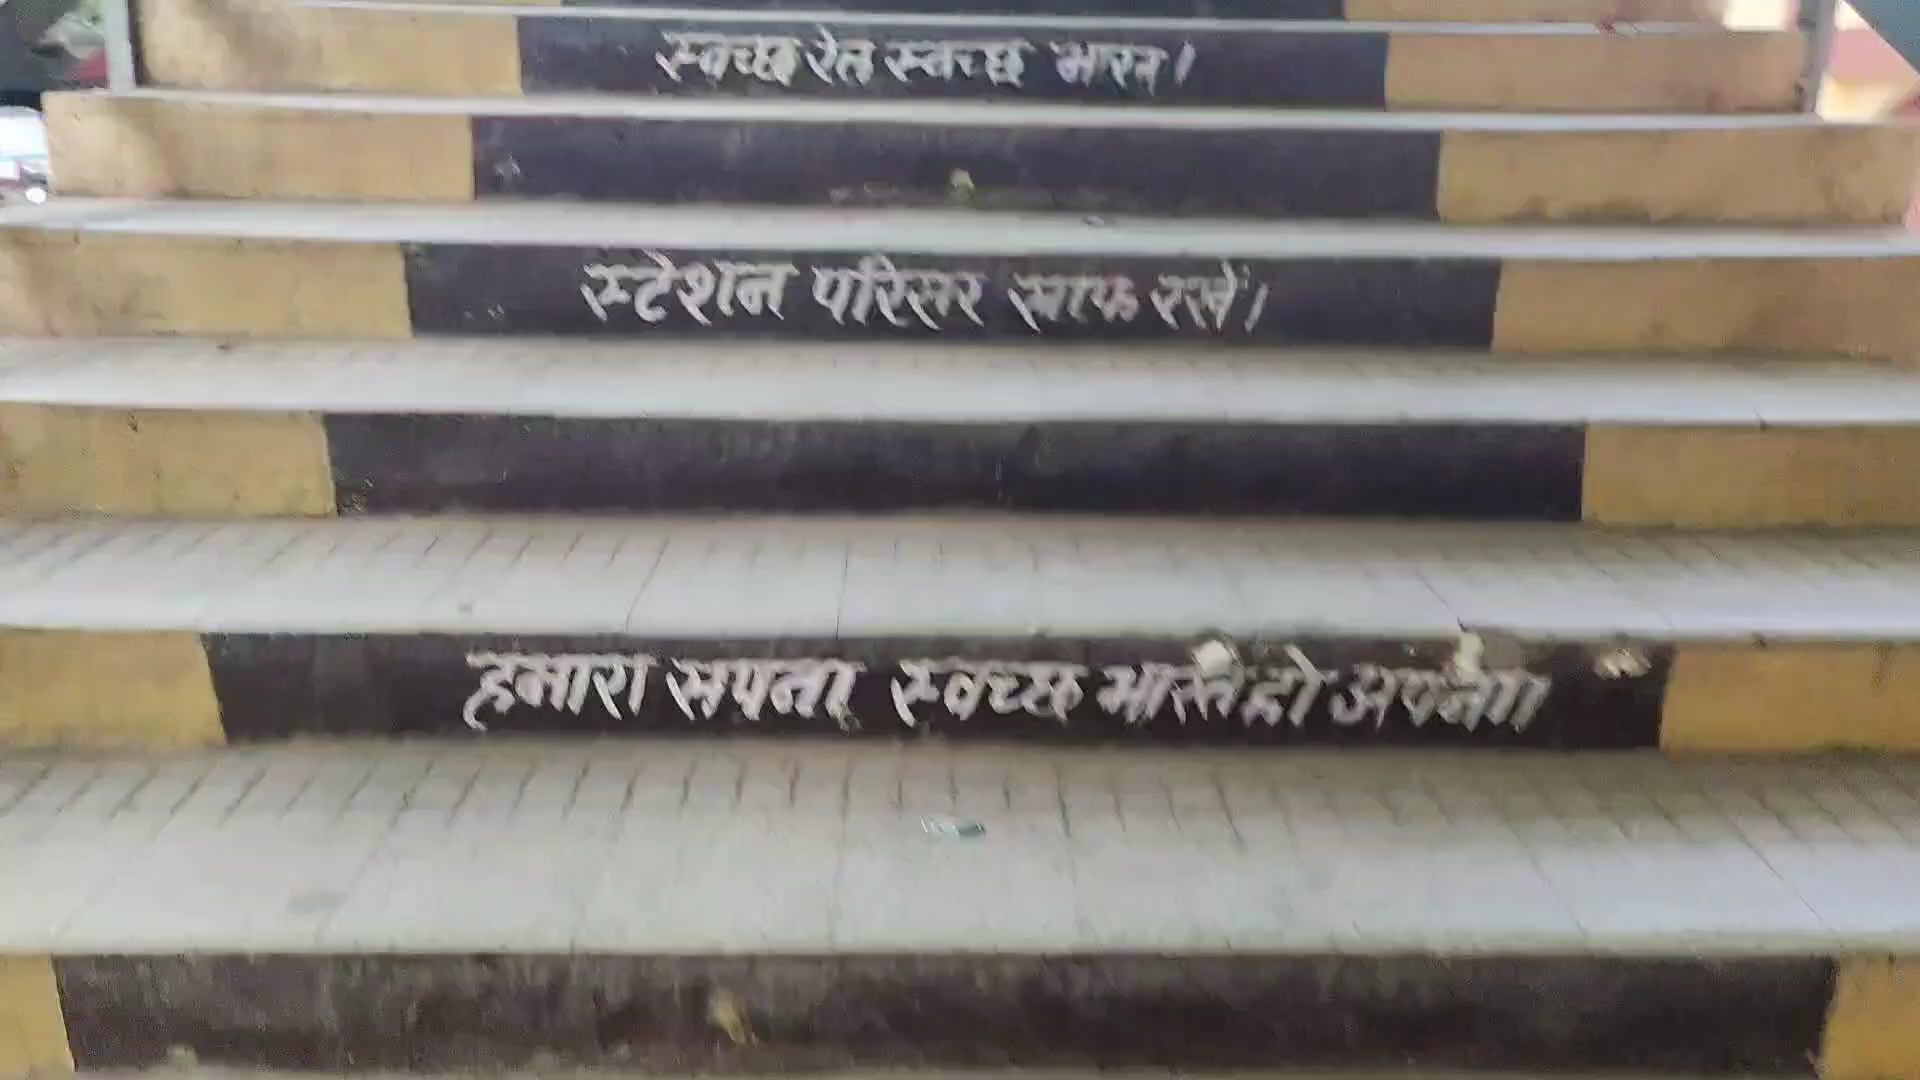 स्वच्छ रेल स्वच्छ भारत।
स्टेशन परिसर साफ रखें।
हमारा सपना स्वच्छ भारत हो अपना।